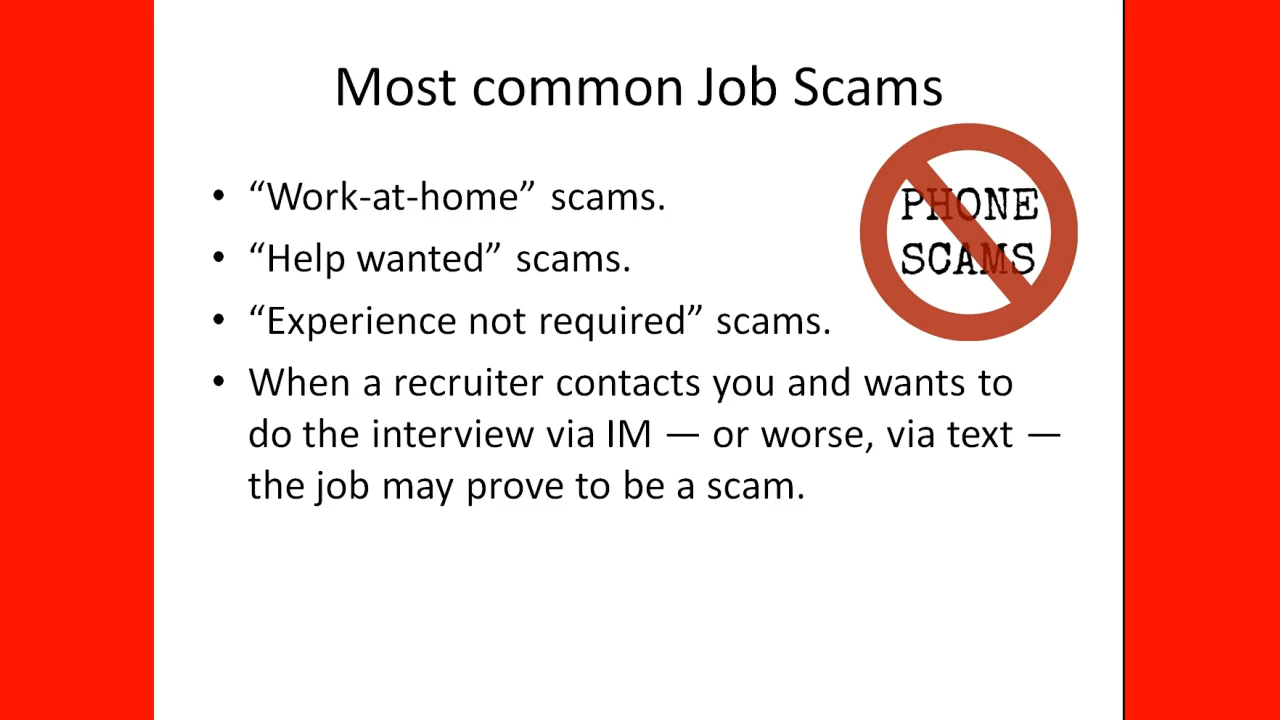 Most common Job Scams
• “Work-at-home” scams.
• “Help wanted” scams.
• “Experience not required” scams.
• When a recruiter contacts you and wants to
do the interview via IM — or worse, via text —
the job may prove to be a scam.
PHONE
SCAMS